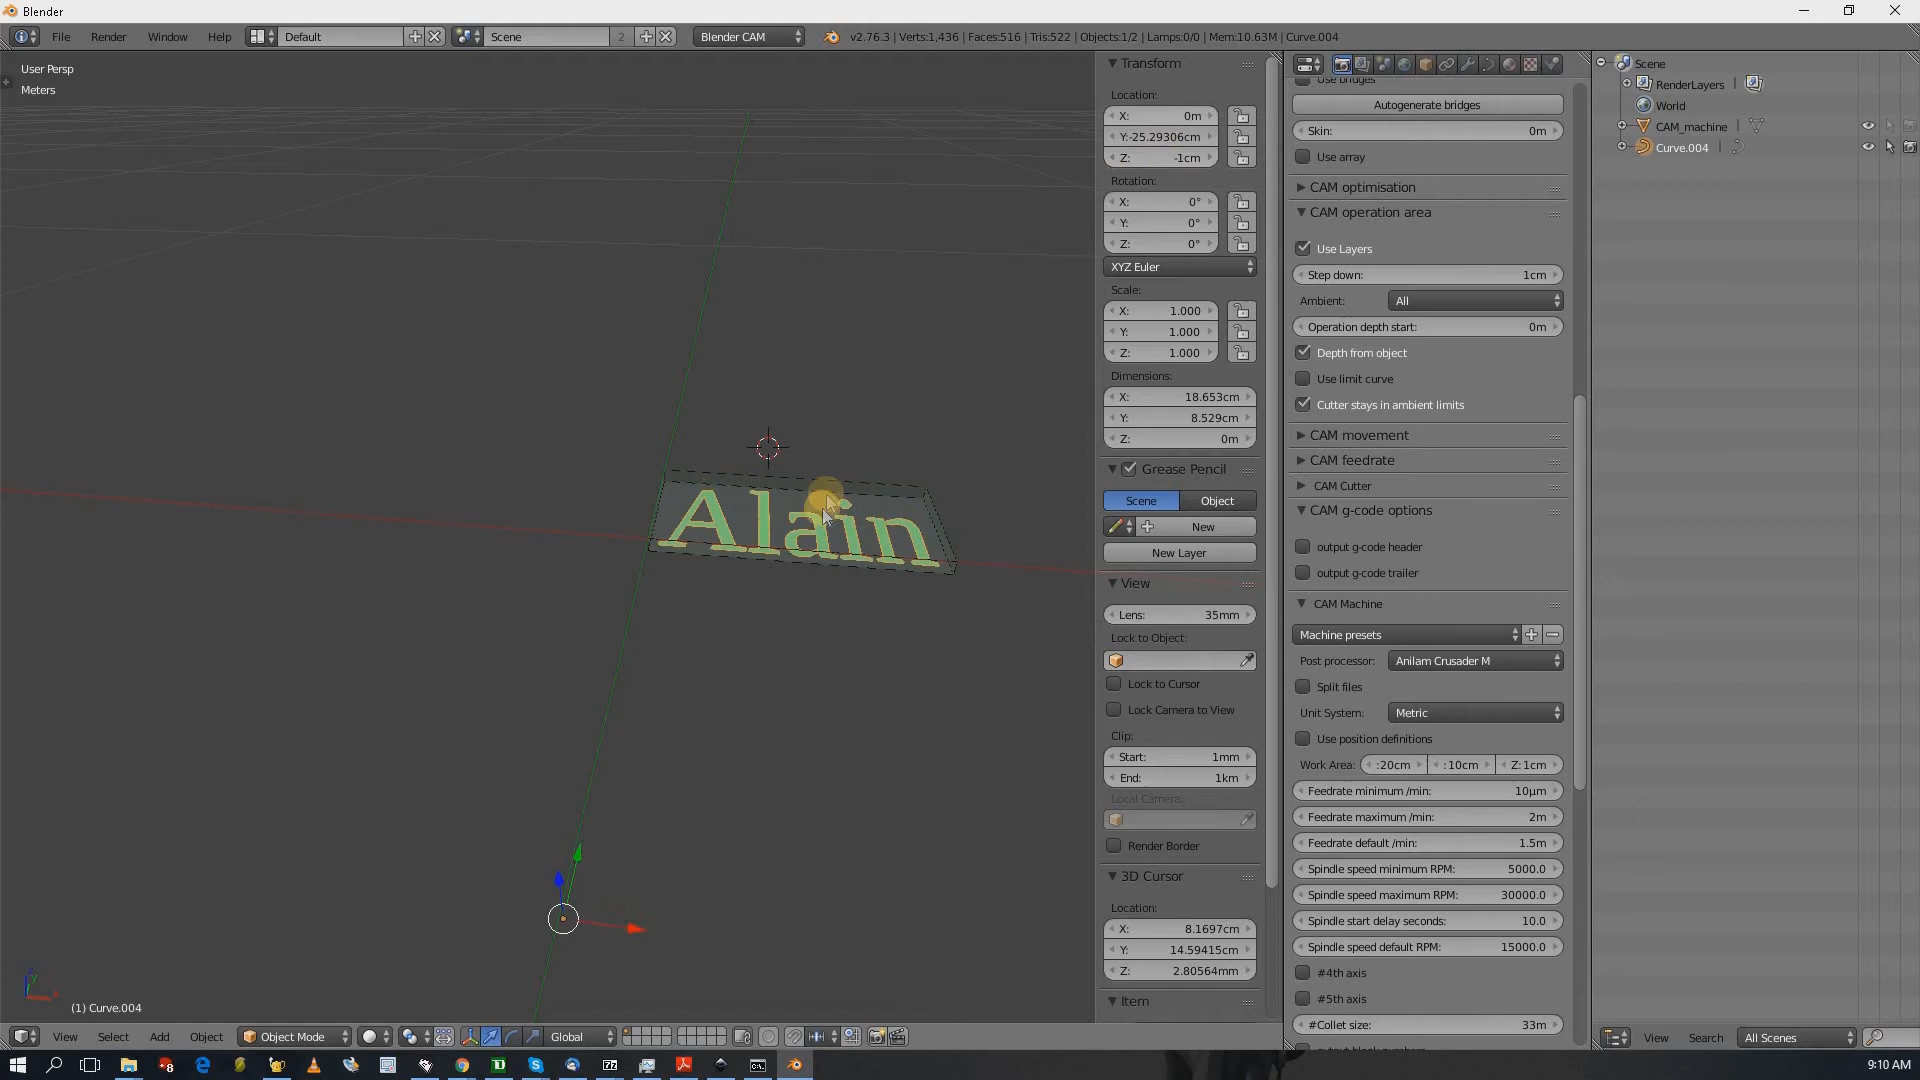 Blender
File Render Window Help Default Scene 2 Blender CAM v2.76.3 | Verts:1,436 | Faces:516 | Tris:522 | Objects:1/2 | Lamps:0/0 | Mem:10.63M | Curve.004
User Persp
Meters
Alain
(1) Curve.004
View Select Add Object Object Mode Global
Transform
Location:
X: 0m
Y:-25.29306cm
Z: -1cm
Rotation:
X: 0°
Y: 0°
Z: 0°
XYZ Euler
Scale:
X: 1.000
Y: 1.000
Z: 1.000
Dimensions:
X: 18.653cm
Y: 8.529cm
Z: 0m
Grease Pencil
Scene Object
New
New Layer
View
Lens: 35mm
Lock to Object:
Lock to Cursor
Lock Camera to View
Clip:
Start: 1mm
End: 1km
Local Camera:
Render Border
3D Cursor
Location:
X: 8.1697cm
Y: 14.59415cm
Z: 2.80564mm
Item
Use bridges
Autogenerate bridges
Skin: 0m
Use array
CAM optimisation
CAM operation area
Use Layers
Step down: 1cm
Ambient: All
Operation depth start: 0m
Depth from object
Use limit curve
Cutter stays in ambient limits
CAM movement
CAM feedrate
CAM Cutter
CAM g-code options
output g-code header
output g-code trailer
CAM Machine
Machine presets
Post processor: Anilam Crusader M
Split files
Unit System: Metric
Use position definitions
Work Area: :20cm :10cm Z:1cm
Feedrate minimum /min: 10µm
Feedrate maximum /min: 2m
Feedrate default /min: 1.5m
Spindle speed minimum RPM: 5000.0
Spindle speed maximum RPM: 30000.0
Spindle start delay seconds: 10.0
Spindle speed default RPM: 15000.0
#4th axis
#5th axis
#Collet size: 33m
output block numbers
Scene
RenderLayers
World
CAM_machine
Curve.004
View Search All Scenes
9:10 AM